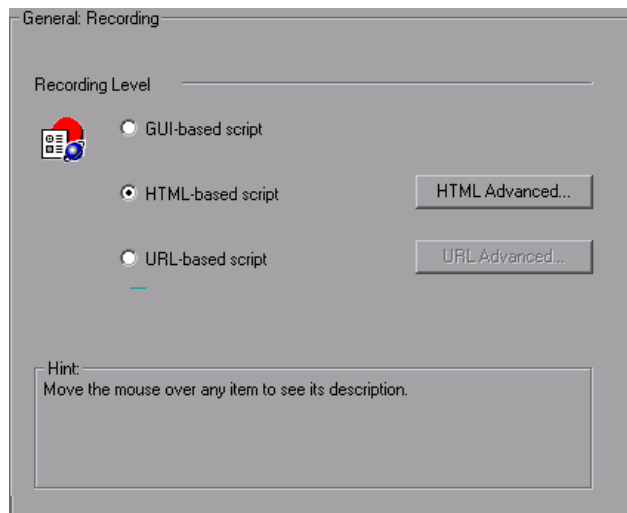 General: Recording
Recording Level
GUI-based script
HTML-based script
HTML Advanced...
URL-based script
URL Advanced...
Hint:
Move the mouse over any item to see its description.